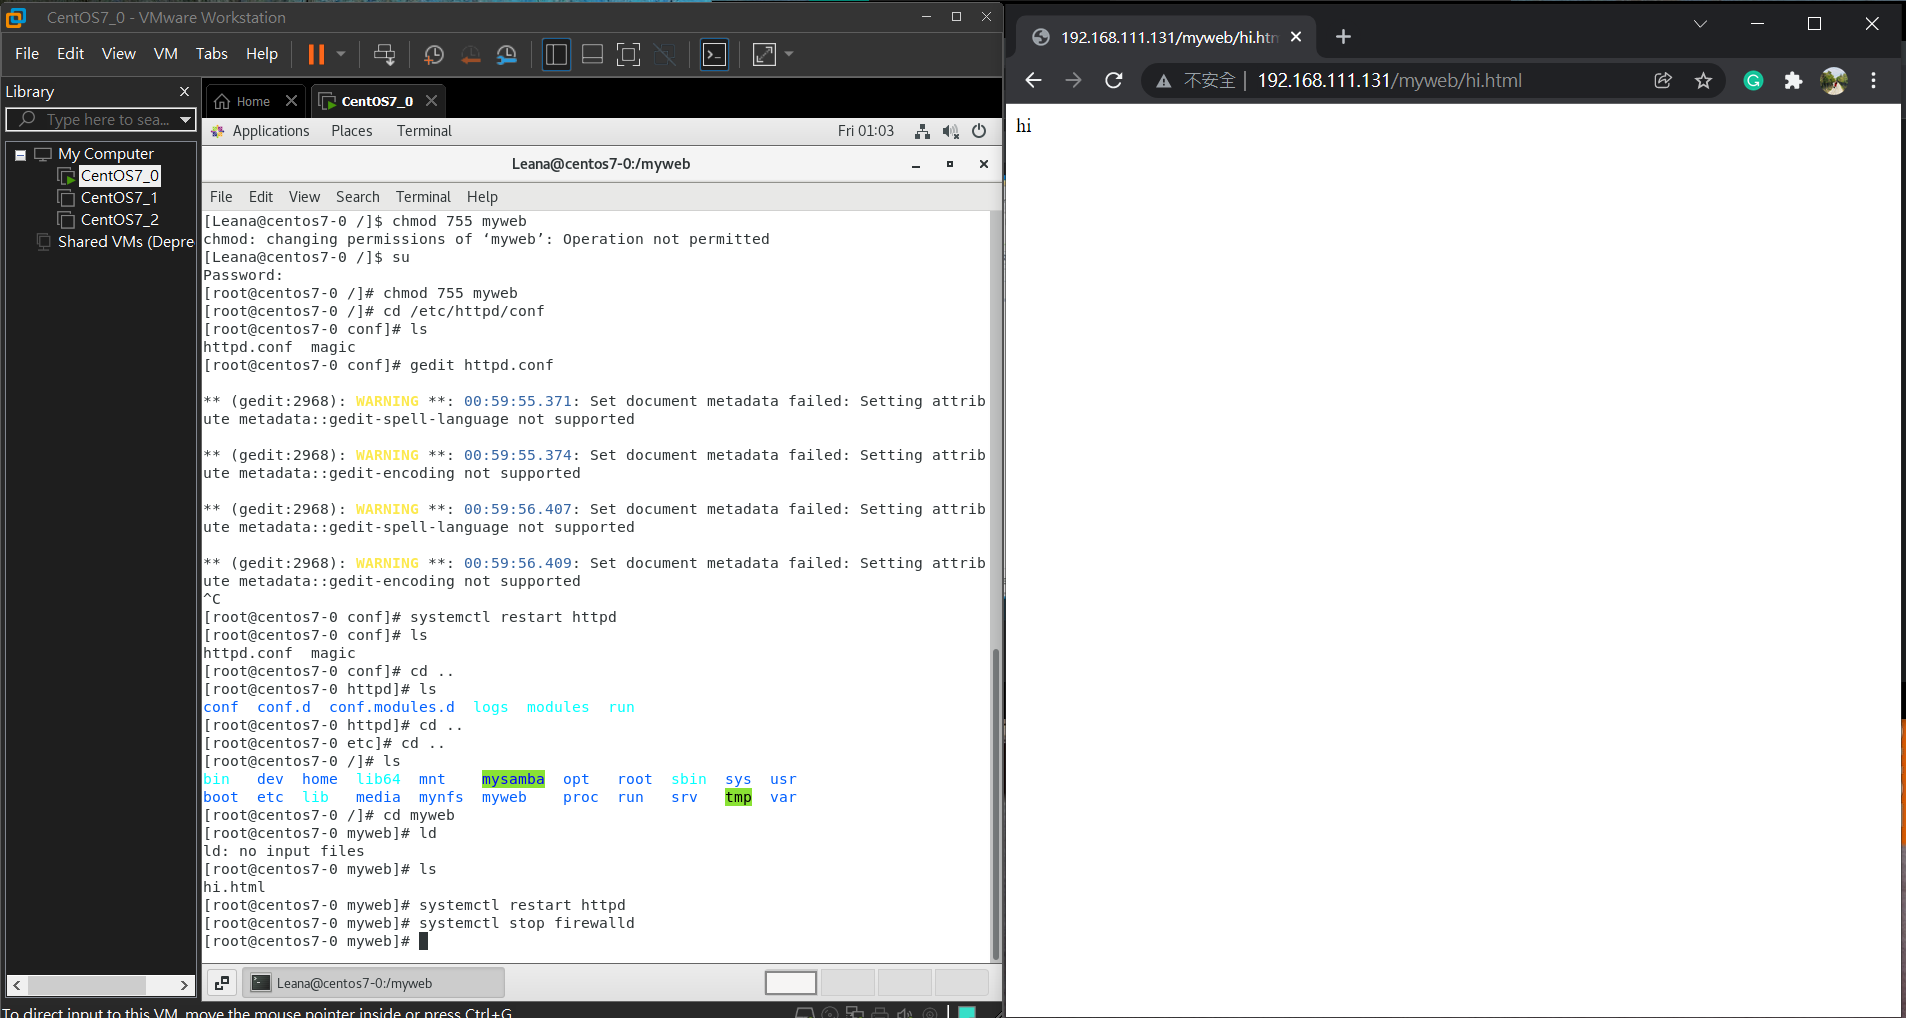 CentOS7_0 - VMware Workstation
File Edit View VM Tabs Help
Library
Type here to sea...
My Computer
CentOS7_0
CentOS7_1
CentOS7_2
Shared VMs (Depre
Home
CentOS7_0
Applications Places Terminal Fri 01:03
Leana@centos7-0:/myweb
File Edit View Search Terminal Help
[Leana@centos7-0 /]$ chmod 755 myweb
chmod: changing permissions of ‘myweb’: Operation not permitted
[Leana@centos7-0 /]$ su
Password:
[root@centos7-0 /]# chmod 755 myweb
[root@centos7-0 /]# cd /etc/httpd/conf
[root@centos7-0 conf]# ls
httpd.conf  magic
[root@centos7-0 conf]# gedit httpd.conf
** (gedit:2968): WARNING **: 00:59:55.371: Set document metadata failed: Setting attrib
ute metadata::gedit-spell-language not supported
** (gedit:2968): WARNING **: 00:59:55.374: Set document metadata failed: Setting attrib
ute metadata::gedit-encoding not supported
** (gedit:2968): WARNING **: 00:59:56.407: Set document metadata failed: Setting attrib
ute metadata::gedit-spell-language not supported
** (gedit:2968): WARNING **: 00:59:56.409: Set document metadata failed: Setting attrib
ute metadata::gedit-encoding not supported
^C
[root@centos7-0 conf]# systemctl restart httpd
[root@centos7-0 conf]# ls
httpd.conf  magic
[root@centos7-0 conf]# cd ..
[root@centos7-0 httpd]# ls
conf  conf.d  conf.modules.d  logs  modules  run
[root@centos7-0 httpd]# cd ..
[root@centos7-0 etc]# cd ..
[root@centos7-0 /]# ls
bin   dev  home  lib64  mnt    mysamba  opt   root  sbin  sys  usr
boot  etc  lib   media  mynfs  myweb    proc  run   srv   tmp  var
[root@centos7-0 /]# cd myweb
[root@centos7-0 myweb]# ld
ld: no input files
[root@centos7-0 myweb]# ls
hi.html
[root@centos7-0 myweb]# systemctl restart httpd
[root@centos7-0 myweb]# systemctl stop firewalld
[root@centos7-0 myweb]#
Leana@centos7-0:/myweb
To direct input to this VM, move the mouse pointer inside or press Ctrl+G.
192.168.111.131/myweb/hi.htm
不安全 | 192.168.111.131/myweb/hi.html
hi